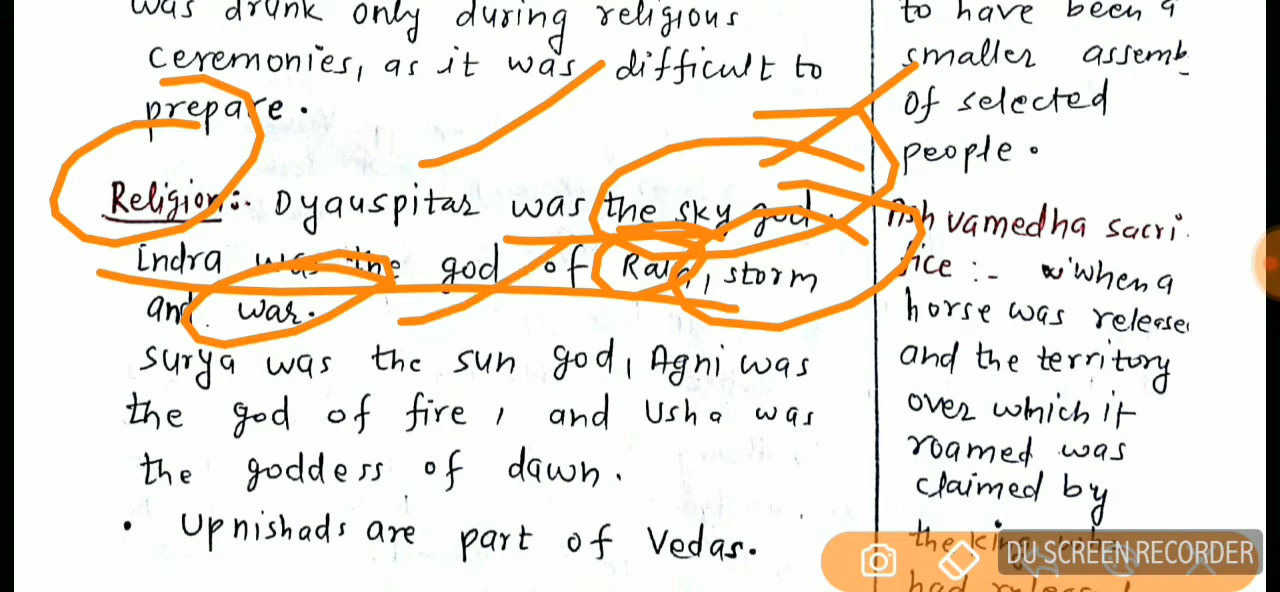 was drunk only during religious
ceremonies, as it was difficult to
prepare.
Religion:- Dyauspitar was the sky god.
Indra was the god of Rain, storm
and war.
surya was the sun god, Agni was
the god of fire, and Usha was
the goddess of dawn.
• Upnishads are part of Vedas.
to have been a
smaller assemb
of selected
people.
Ashvamedha sacri
fice :- when a
horse was release
and the territory
over which it
roamed was
claimed by
the king
had
DU SCREEN RECORDER